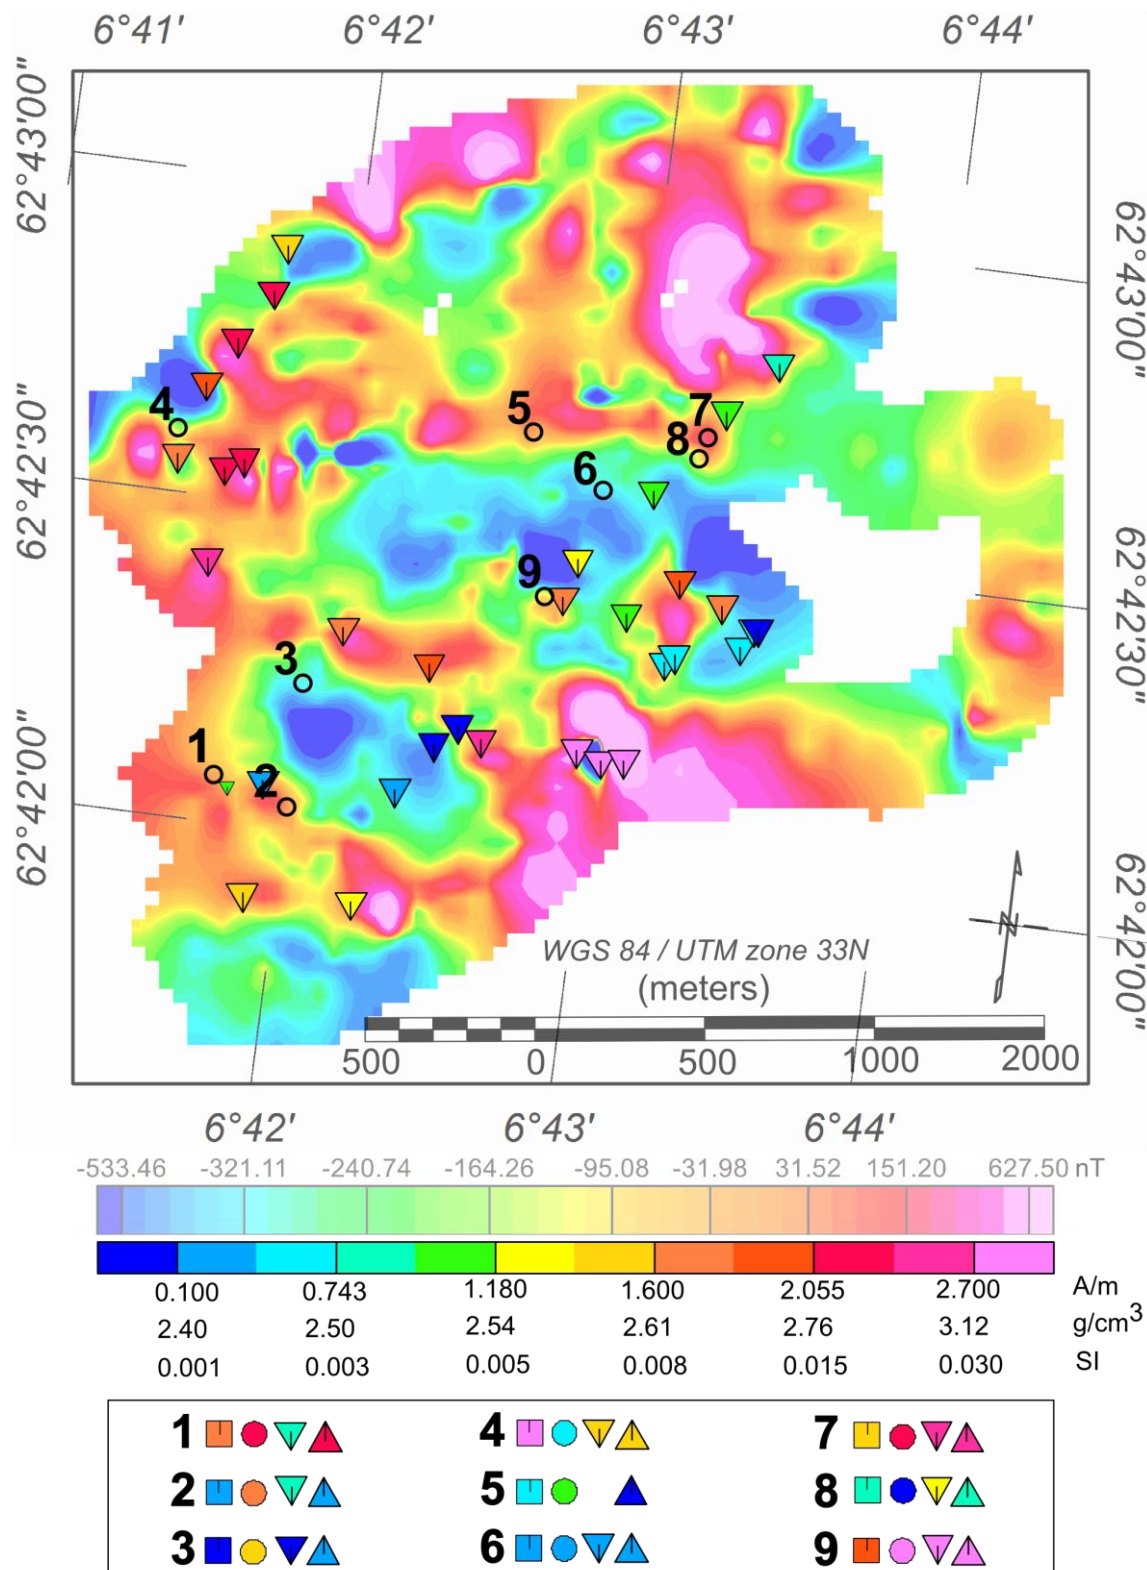 6°41' 6°42' 6°43' 6°44'
62°43'00"
62°43'00"
4
5
7
8
62°42'30"
6
9
62°42'30"
3
1
2
62°42'00"
62°42'00"
WGS 84 / UTM zone 33N
(meters)
N
500 0 500 1000 2000
6°42' 6°43' 6°44'
-533.46 -321.11 -240.74 -164.26 -95.08 -31.98 31.52 151.20 627.50 nT
0.100 0.743 1.180 1.600 2.055 2.700 A/m
2.40 2.50 2.54 2.61 2.76 3.12 g/cm³
0.001 0.003 0.005 0.008 0.015 0.030 SI
1 4 7
2 5 8
3 6 9